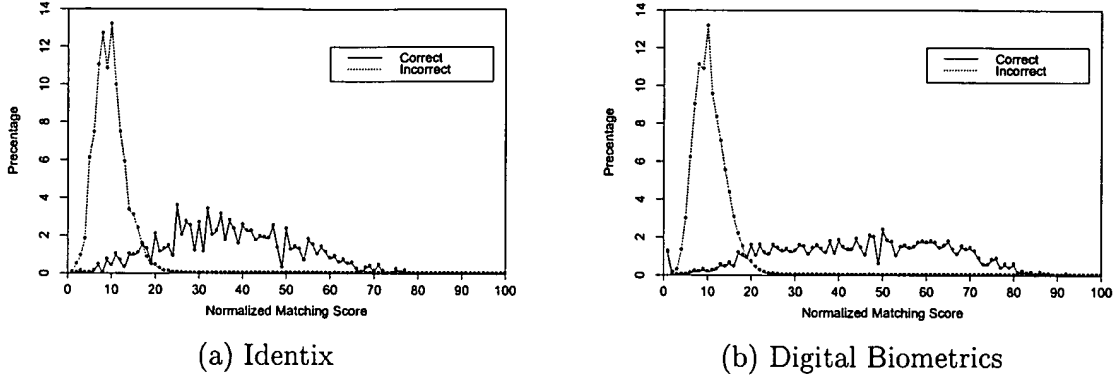 14
12
10
8
6
4
2
0
Precentage
Correct
Incorrect
0 10 20 30 40 50 60 70 80 90 100
Normalized Matching Score
(a) Identix
14
12
10
8
6
4
2
0
Precentage
Correct
Incorrect
0 10 20 30 40 50 60 70 80 90 100
Normalized Matching Score
(b) Digital Biometrics